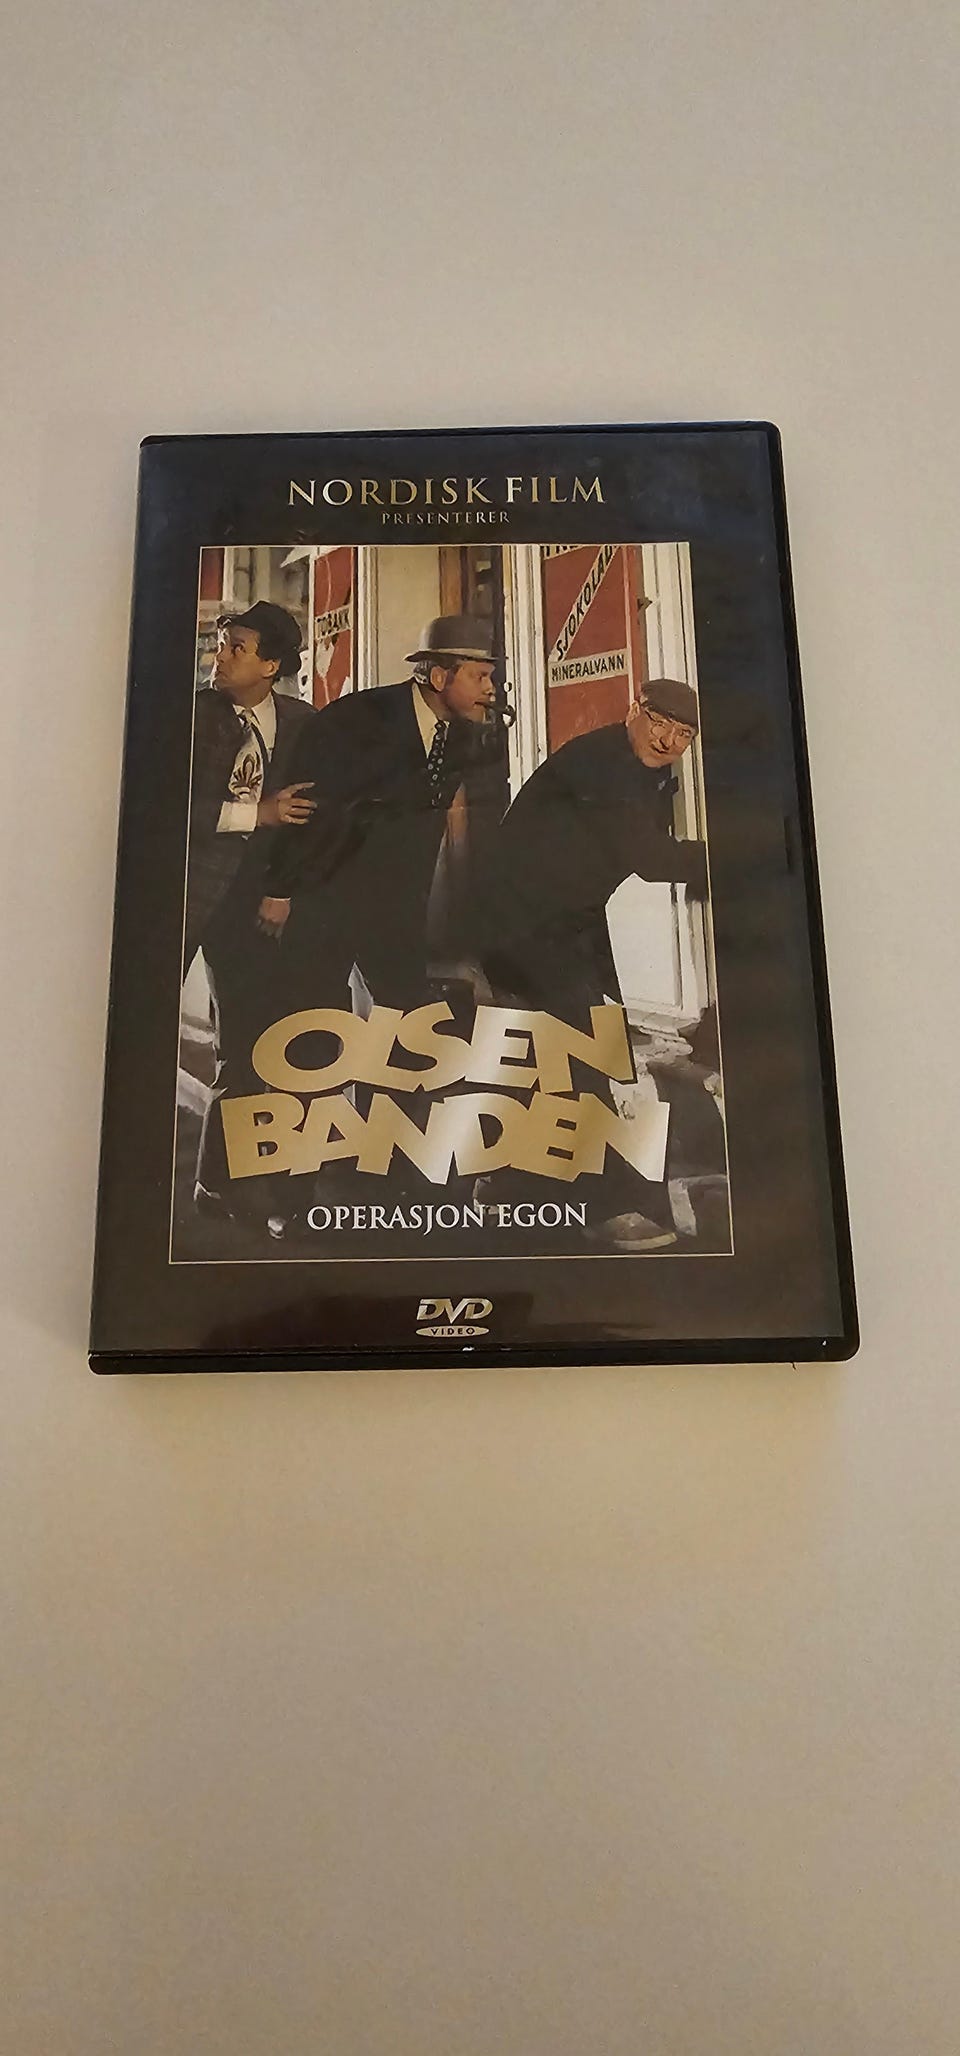 NORDISK FILM
PRESENTERER
TOBAKK
SJOKOLADE
MINERALVANN
OLSEN
BANDEN
OPERASJON EGON
DVD
VIDEO